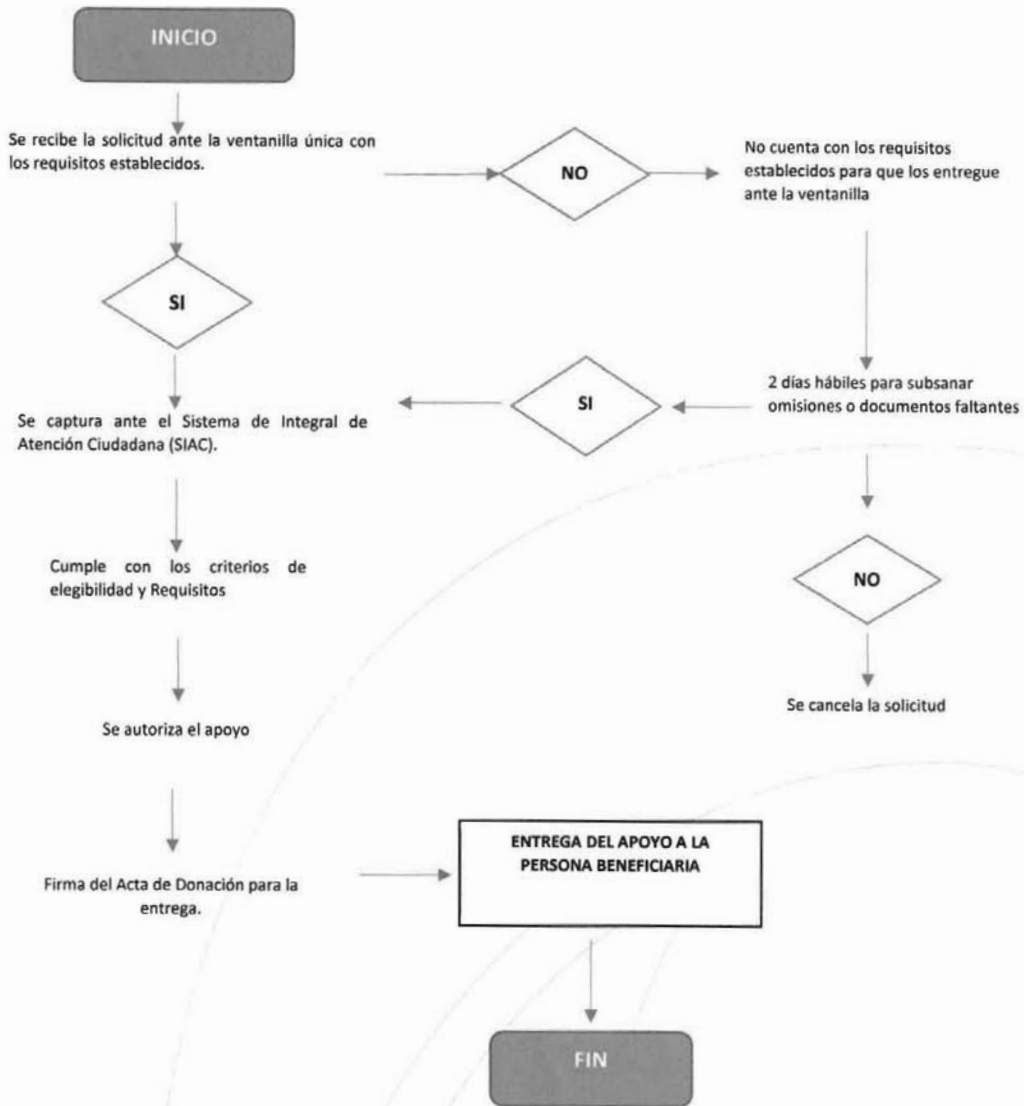 INICIO
Se recibe la solicitud ante la ventanilla única con
los requisitos establecidos.
NO
No cuenta con los requisitos
establecidos para que los entregue
ante la ventanilla
SI
2 días hábiles para subsanar
omisiones o documentos faltantes
SI
Se captura ante el Sistema de Integral de
Atención Ciudadana (SIAC).
NO
Cumple con los criterios de
elegibilidad y Requisitos
Se cancela la solicitud
Se autoriza el apoyo
Firma del Acta de Donación para la
entrega.
ENTREGA DEL APOYO A LA
PERSONA BENEFICIARIA
FIN